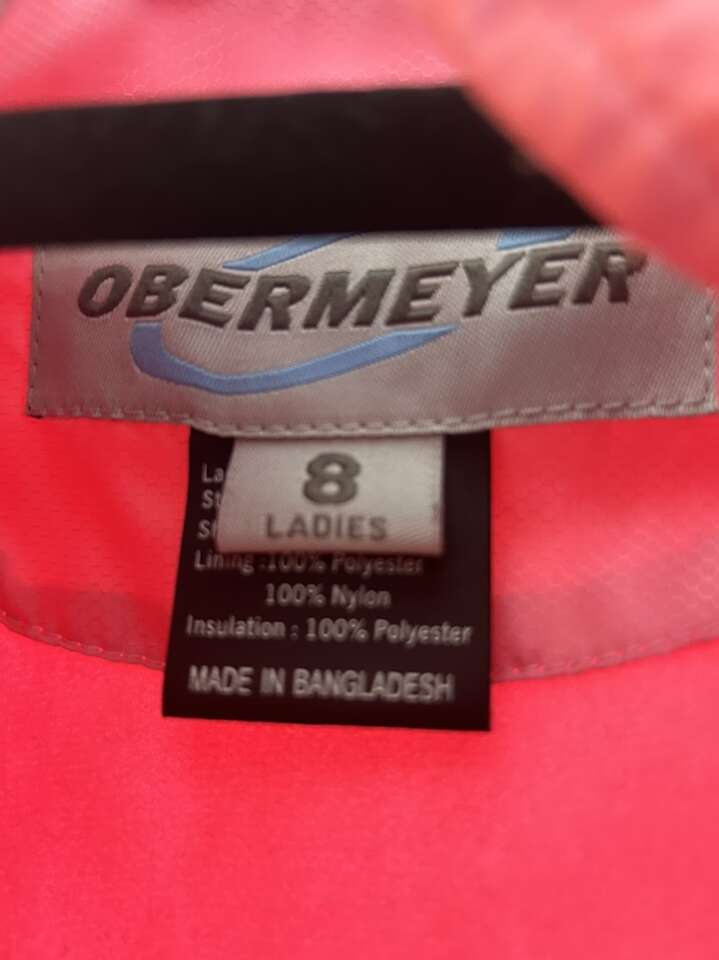 OBERMEYER
8
LADIES
Lining :100% Polyester
100% Nylon
Insulation : 100% Polyester
MADE IN BANGLADESH